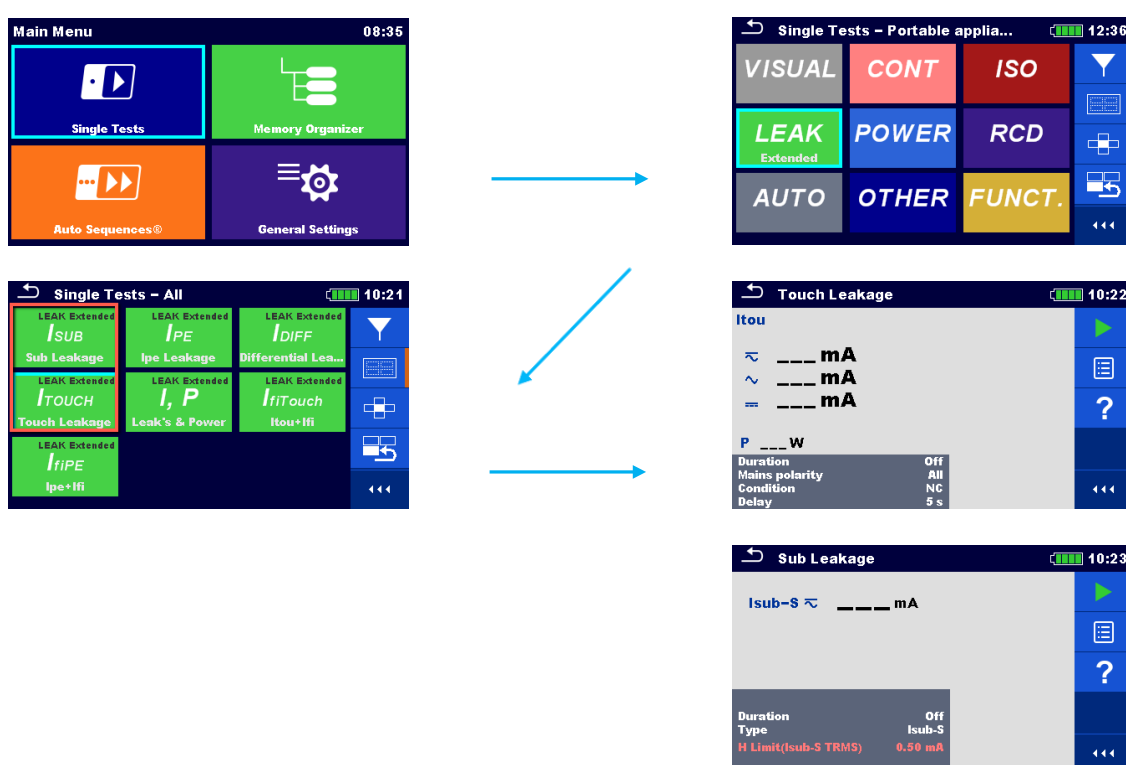 Main Menu 08:35
Single Tests
Memory Organizer
Auto Sequences®
General Settings
Single Tests – Portable applia... 12:36
VISUAL CONT ISO
LEAK POWER RCD
Extended
AUTO OTHER FUNCT.
Single Tests – All 10:21
LEAK Extended LEAK Extended LEAK Extended
ISUB IPE IDIFF
Sub Leakage Ipe Leakage Differential Lea...
LEAK Extended LEAK Extended LEAK Extended
ITOUCH I, P IfiTouch
Touch Leakage Leak's & Power Itou+Ifi
LEAK Extended
IfiPE
Ipe+Ifi
Touch Leakage 10:22
Itou
⏦ ___ mA
∿ ___ mA
⎓ ___ mA
P ___W
Duration Off
Mains polarity All
Condition NC
Delay 5 s
?
Sub Leakage 10:23
Isub-S ⏦ ___ mA
?
Duration Off
Type Isub-S
H Limit(Isub-S TRMS) 0.50 mA